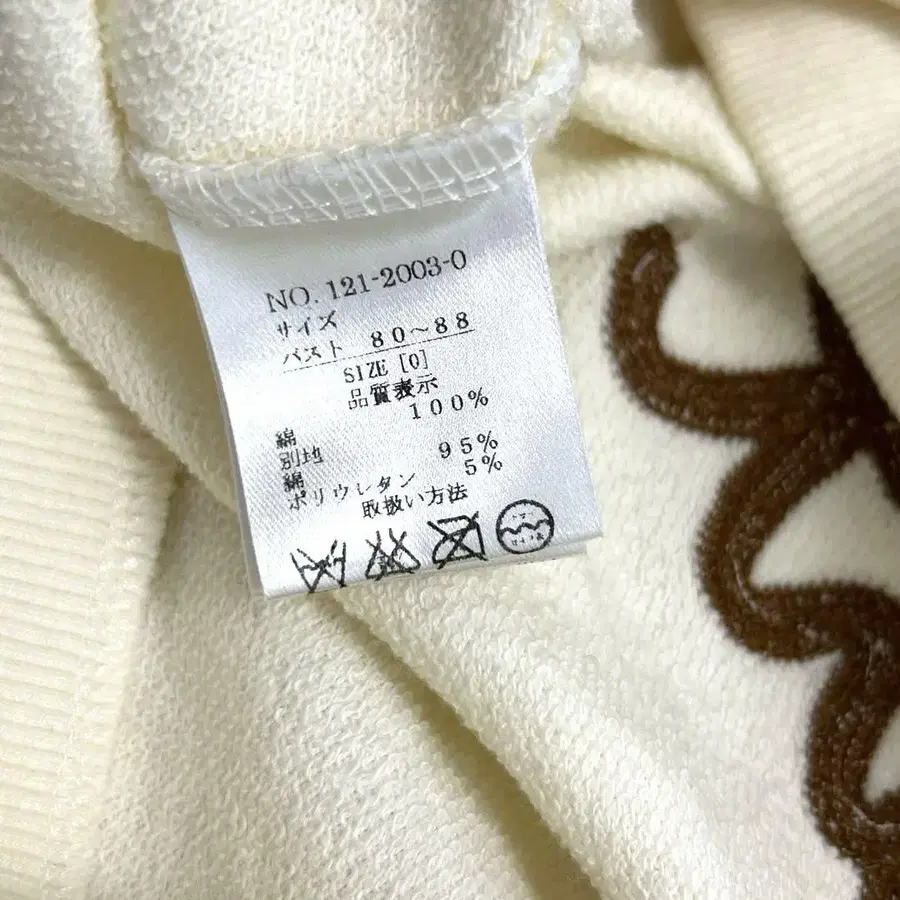 NO. 121-2003-0
サイズ
バスト 80～88
SIZE [0]
品質表示
100%
綿
別地
綿 95%
ポリウレタン 5%
取扱い方法